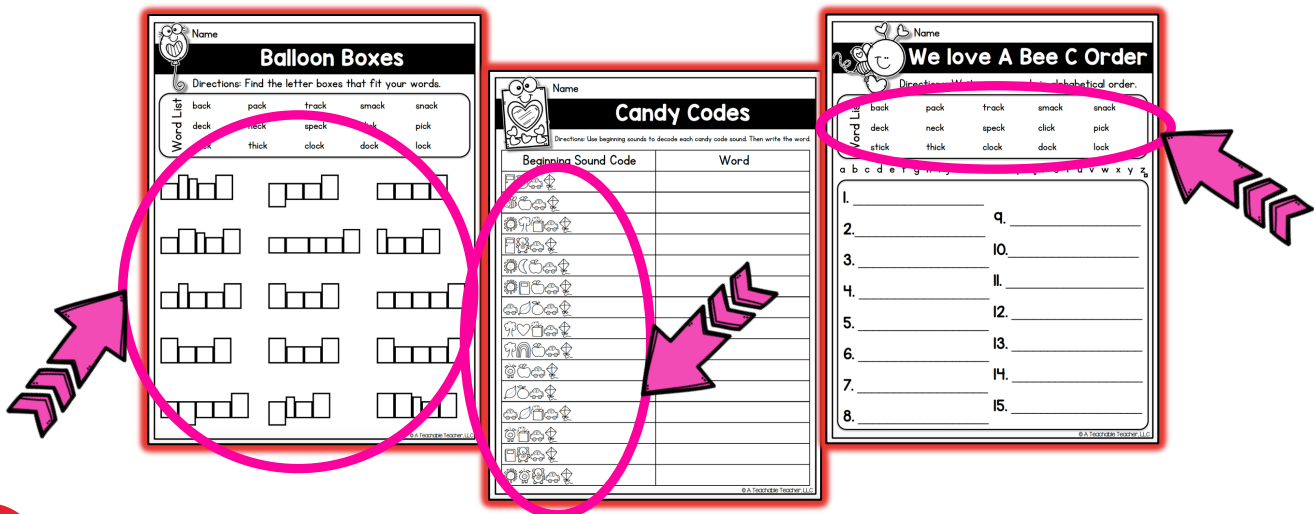 Name
Balloon Boxes
Directions: Find the letter boxes that fit your words.
Word List
back pack track smack snack
deck neck speck pick
thick clock dock lock
© A Teachable Teacher, LLC
Name
Candy Codes
Directions: Use beginning sounds to decode each candy code sound. Then write the word.
Beginning Sound Code Word
© A Teachable Teacher, LLC
Name
We love A Bee C Order
alphabetical order.
Word List
back pack track smack snack
deck neck speck click pick
stick thick clock dock lock
a b c d e f g u v w x y z
1.
2.
3.
4.
5.
6.
7.
8.
9.
10.
11.
12.
13.
14.
15.
© A Teachable Teacher, LLC